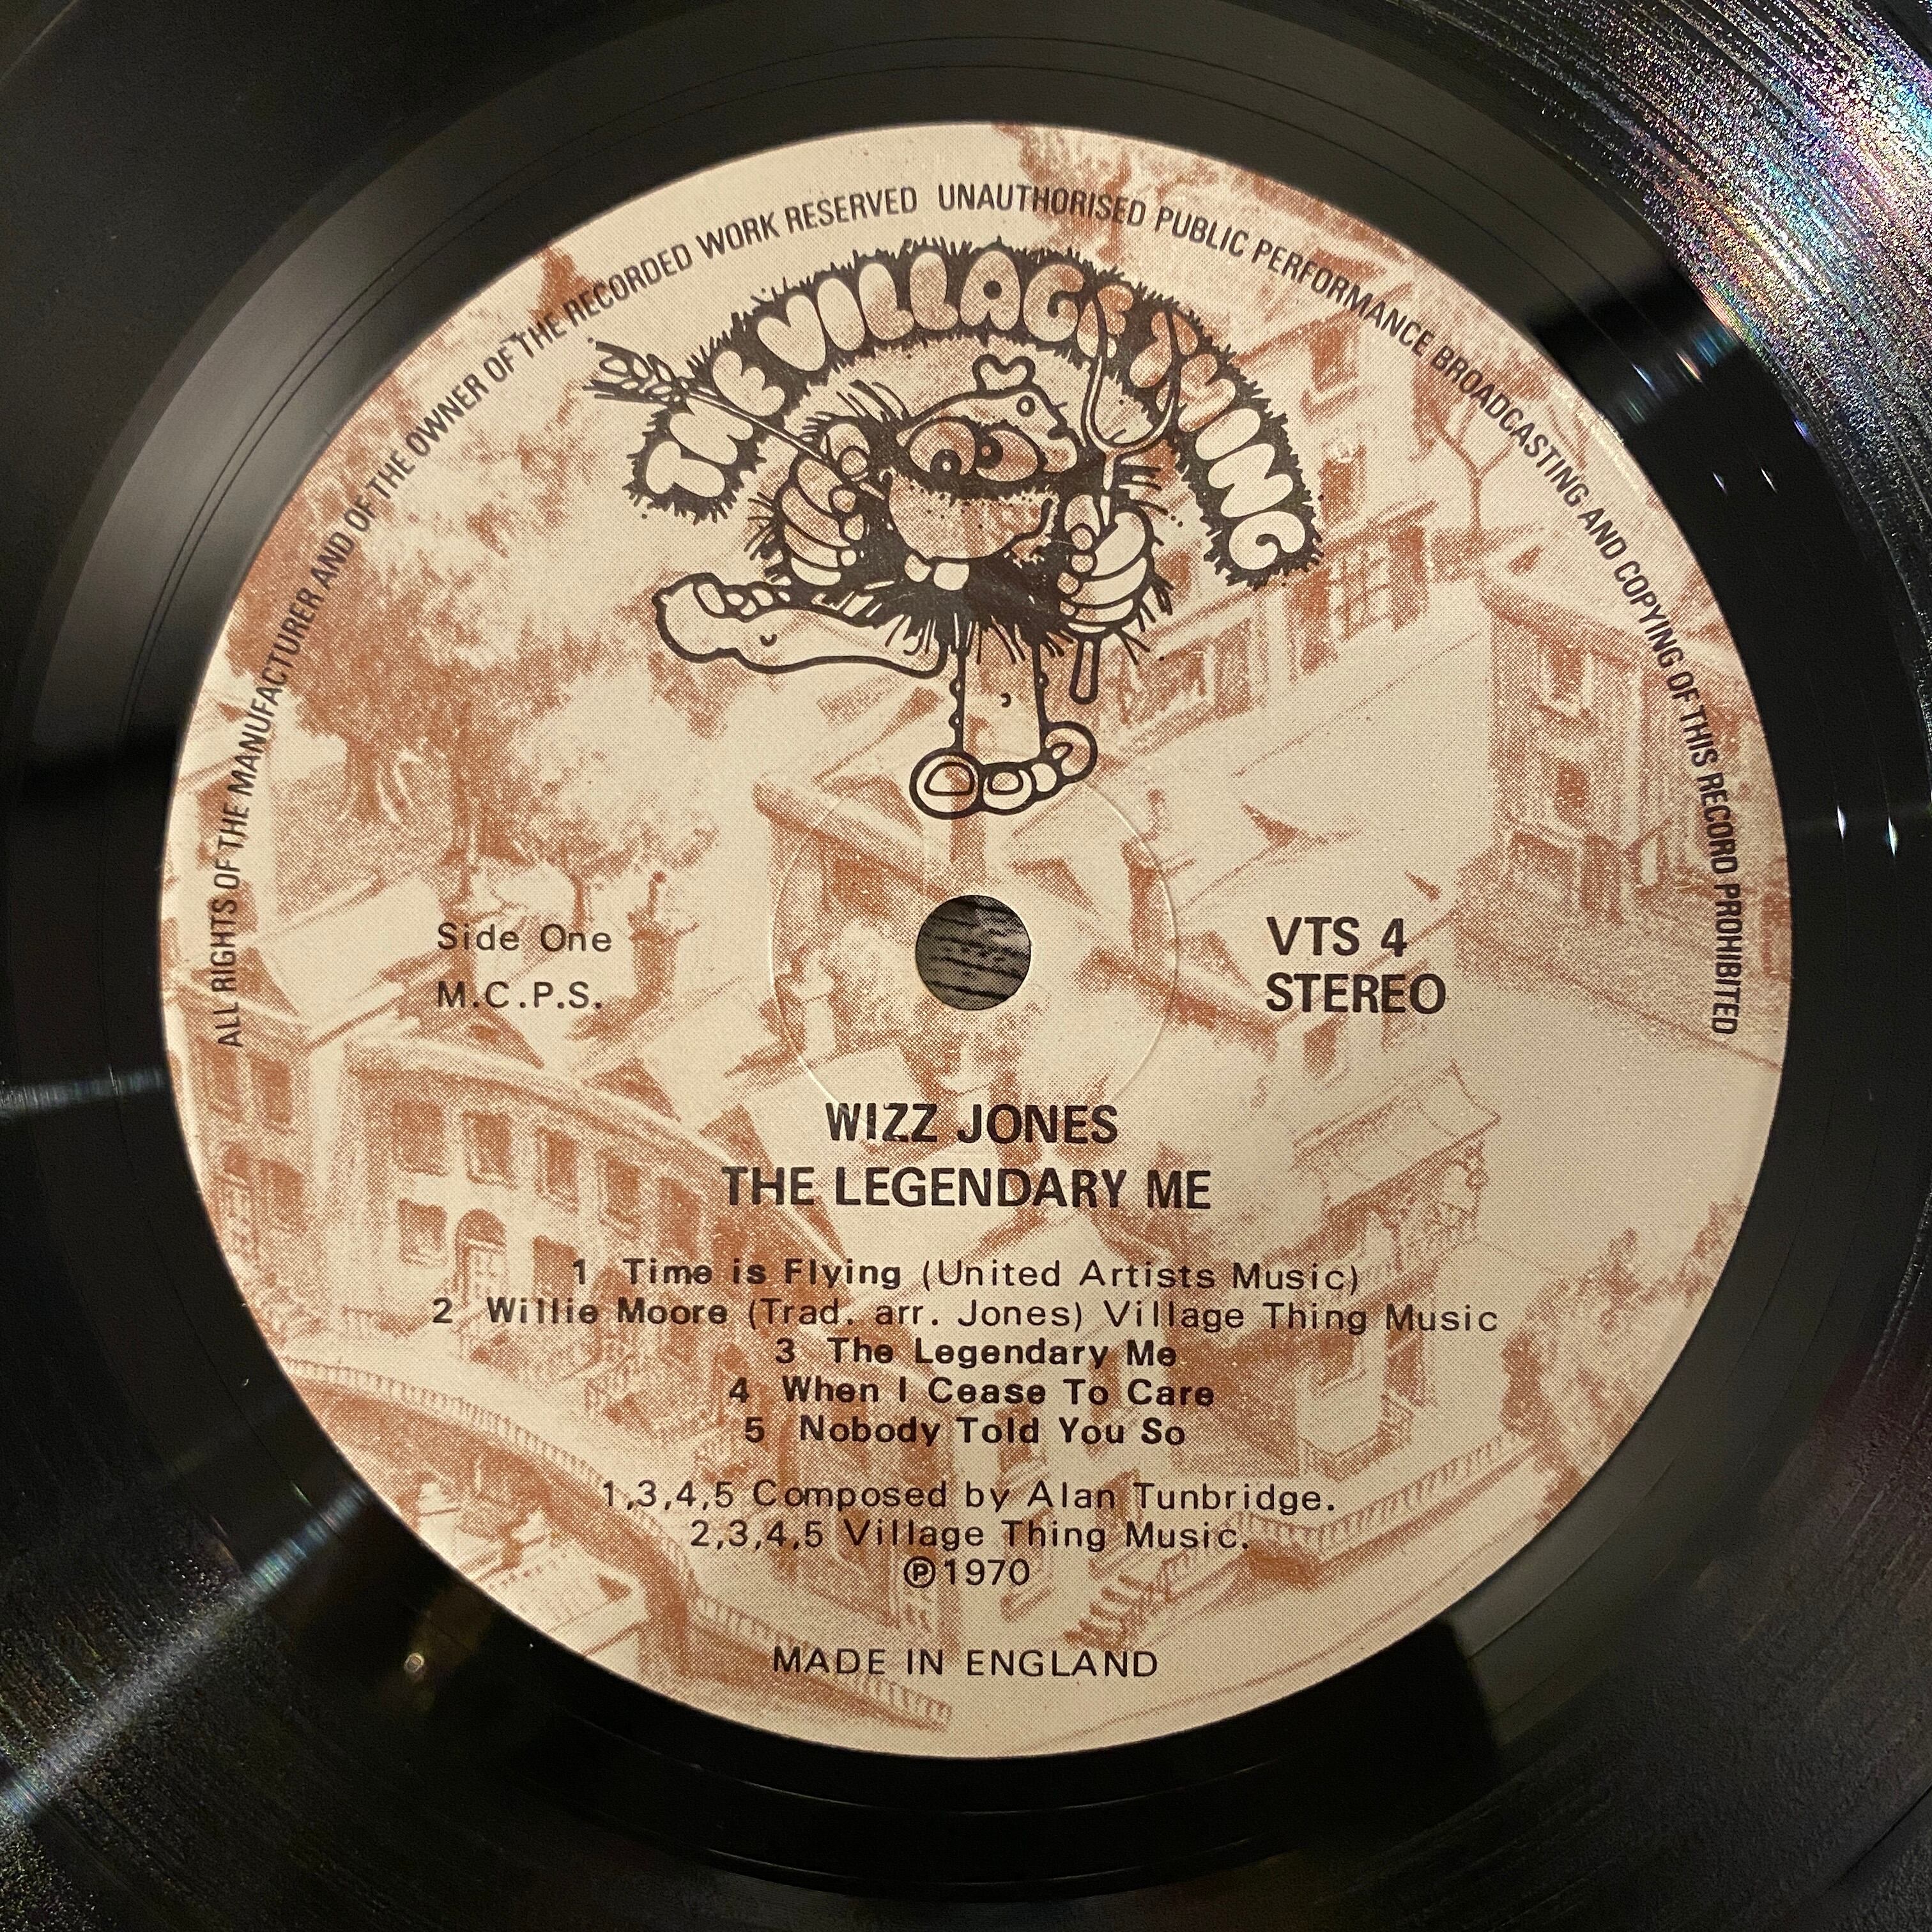 ALL RIGHTS OF THE MANUFACTURER AND OF THE OWNER OF THE RECORDED WORK RESERVED UNAUTHORISED PUBLIC PERFORMANCE BROADCASTING AND COPYING OF THIS RECORD PROHIBITED
THE VILLAGE THING
Side One
M.C.P.S.
VTS 4
STEREO
WIZZ JONES
THE LEGENDARY ME
1 Time is Flying (United Artists Music)
2 Willie Moore (Trad. arr. Jones) Village Thing Music
3 The Legendary Me
4 When I Cease To Care
5 Nobody Told You So
1,3,4,5 Composed by Alan Tunbridge.
2,3,4,5 Village Thing Music.
℗1970
MADE IN ENGLAND